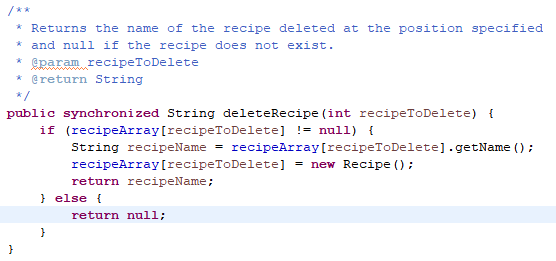 /**
 * Returns the name of the recipe deleted at the position specified
 * and null if the recipe does not exist.
 * @param recipeToDelete
 * @return String
 */
public synchronized String deleteRecipe(int recipeToDelete) {
    if (recipeArray[recipeToDelete] != null) {
        String recipeName = recipeArray[recipeToDelete].getName();
        recipeArray[recipeToDelete] = new Recipe();
        return recipeName;
    } else {
        return null;
    }
}